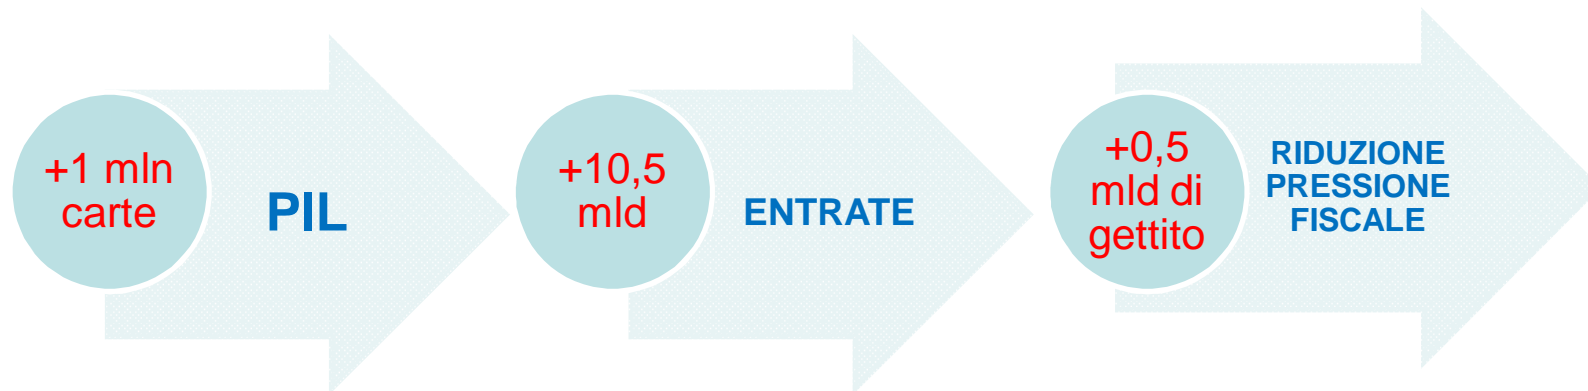 +1 mln
carte
PIL
+10,5
mld
ENTRATE
+0,5
mld di
gettito
RIDUZIONE
PRESSIONE
FISCALE